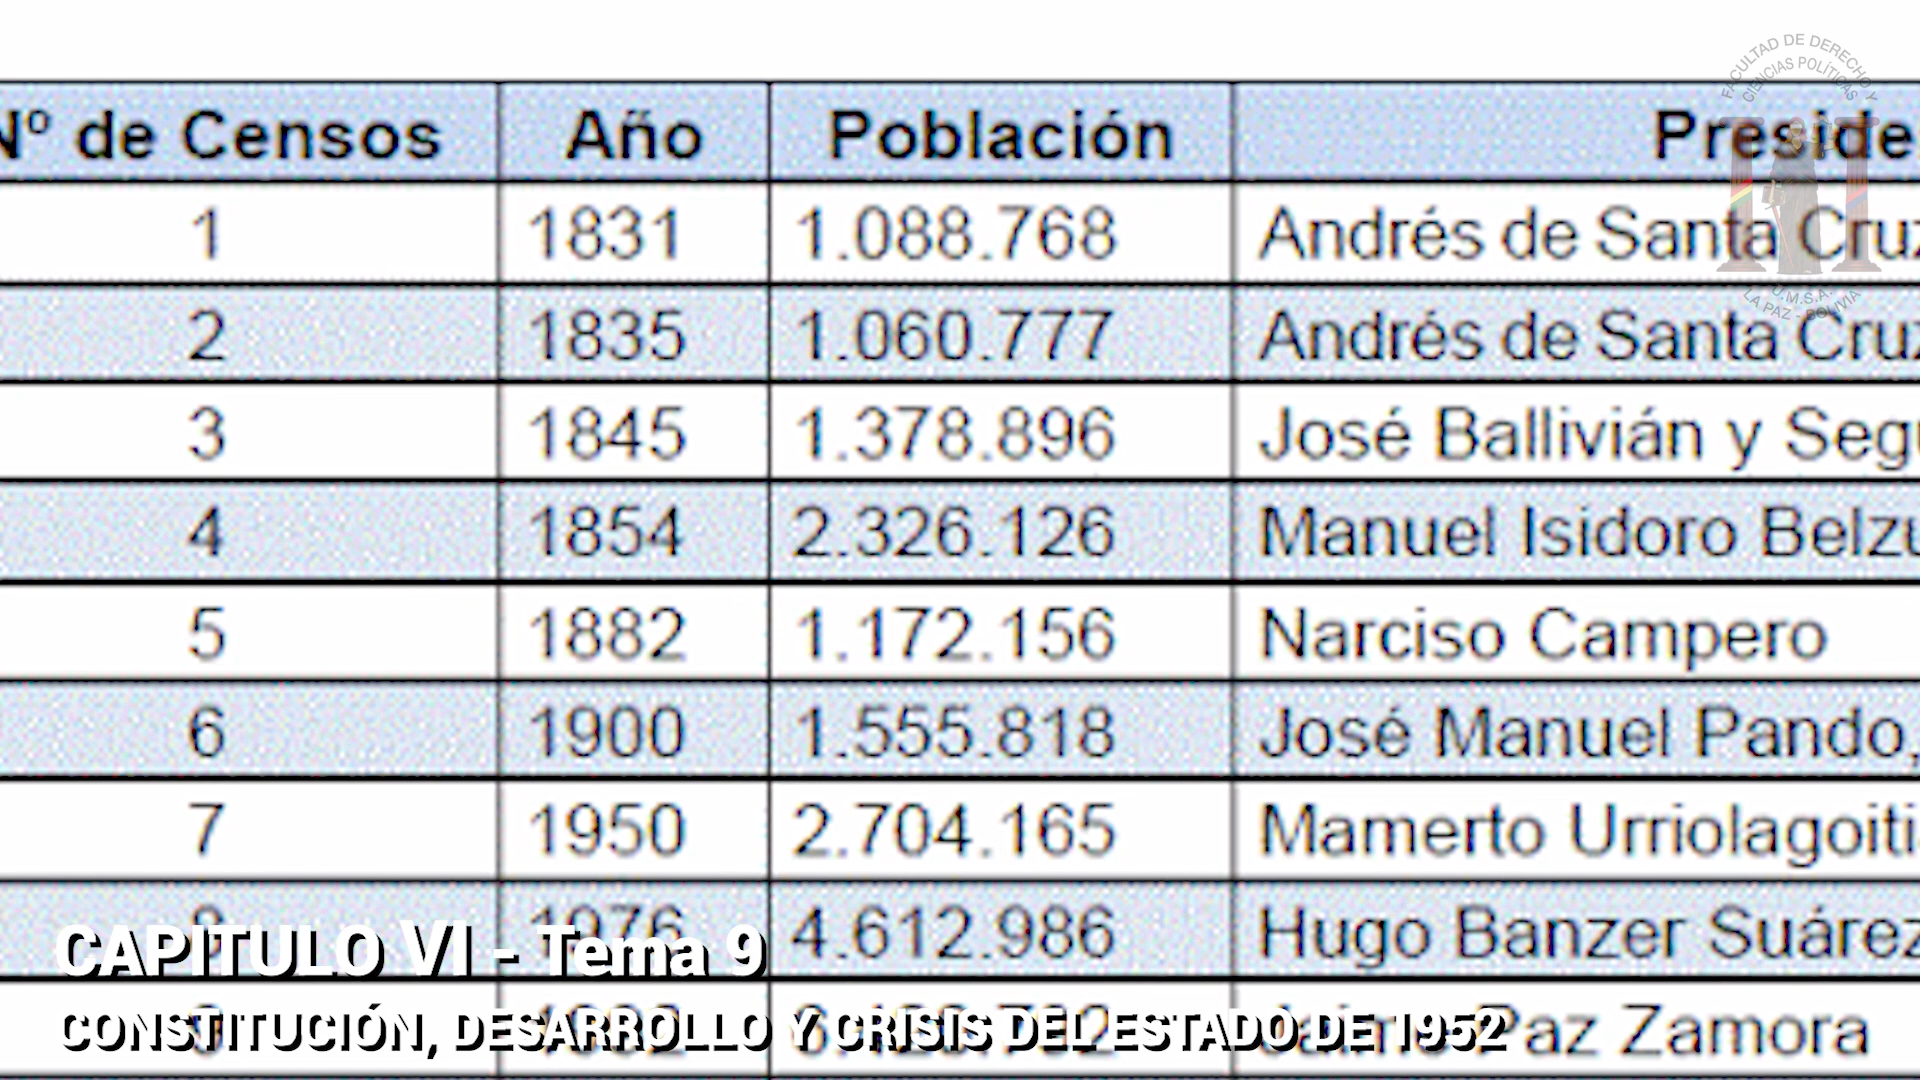 Nº de Censos Año Población Preside
1 1831 1.088.768 Andrés de Santa Cruz
2 1835 1.060.777 Andrés de Santa Cruz
3 1845 1.378.896 José Ballivián y Segu
4 1854 2.326.126 Manuel Isidoro Belzu
5 1882 1.172.156 Narciso Campero
6 1900 1.555.818 José Manuel Pando,
7 1950 2.704.165 Mamerto Urriolagoiti
1976 4.612.986 Hugo Banzer Suárez
Paz Zamora
CAPITULO VI - Tema 9
CONSTITUCIÓN, DESARROLLO Y CRISIS DEL ESTADO DE 1952
FACULTAD DE DERECHO Y
CIENCIAS POLÍTICAS
U.M.S.A.
LA PAZ - BOLIVIA